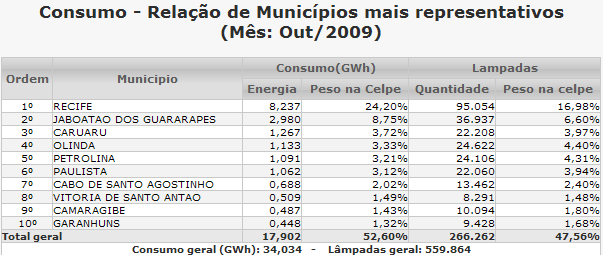 Consumo - Relação de Municípios mais representativos
(Mês: Out/2009)
Ordem Municipio Consumo(GWh) Lampadas
Energia Peso na Celpe Quantidade Peso na celpe
1º RECIFE 8,237 24,20% 95.054 16,98%
2º JABOATAO DOS GUARARAPES 2,980 8,75% 36.937 6,60%
3º CARUARU 1,267 3,72% 22.208 3,97%
4º OLINDA 1,133 3,33% 24.622 4,40%
5º PETROLINA 1,091 3,21% 24.106 4,31%
6º PAULISTA 1,062 3,12% 22.060 3,94%
7º CABO DE SANTO AGOSTINHO 0,688 2,02% 13.462 2,40%
8º VITORIA DE SANTO ANTAO 0,509 1,49% 8.291 1,48%
9º CAMARAGIBE 0,487 1,43% 10.094 1,80%
10º GARANHUNS 0,448 1,32% 9.428 1,68%
Total geral 17,902 52,60% 266.262 47,56%
Consumo geral (GWh): 34,034 - Lâmpadas geral: 559.864